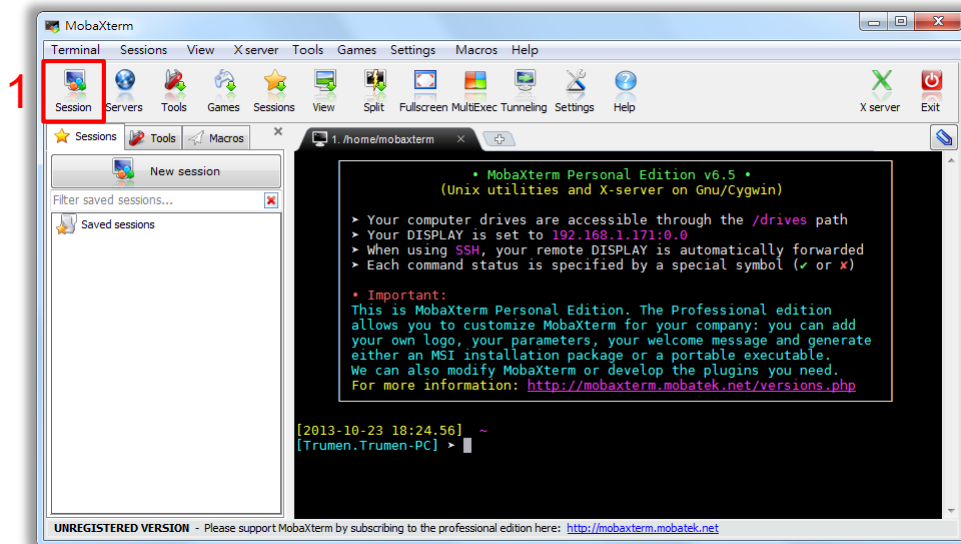 MobaXterm
Terminal Sessions View X server Tools Games Settings Macros Help
1
Session Servers Tools Games Sessions View Split Fullscreen MultiExec Tunneling Settings Help X server Exit
Sessions Tools Macros
1. /home/mobaxterm
New session
Filter saved sessions...
Saved sessions
• MobaXterm Personal Edition v6.5 •
(Unix utilities and X-server on Gnu/Cygwin)
➤ Your computer drives are accessible through the /drives path
➤ Your DISPLAY is set to 192.168.1.171:0.0
➤ When using SSH, your remote DISPLAY is automatically forwarded
➤ Each command status is specified by a special symbol (✔ or ✘)
• Important:
This is MobaXterm Personal Edition. The Professional edition
allows you to customize MobaXterm for your company: you can add
your own logo, your parameters, your welcome message and generate
either an MSI installation package or a portable executable.
We can also modify MobaXterm or develop the plugins you need.
For more information: http://mobaxterm.mobatek.net/versions.php
[2013-10-23 18:24.56] ~
[Trumen.Trumen-PC] ➤
UNREGISTERED VERSION - Please support MobaXterm by subscribing to the professional edition here: http://mobaxterm.mobatek.net